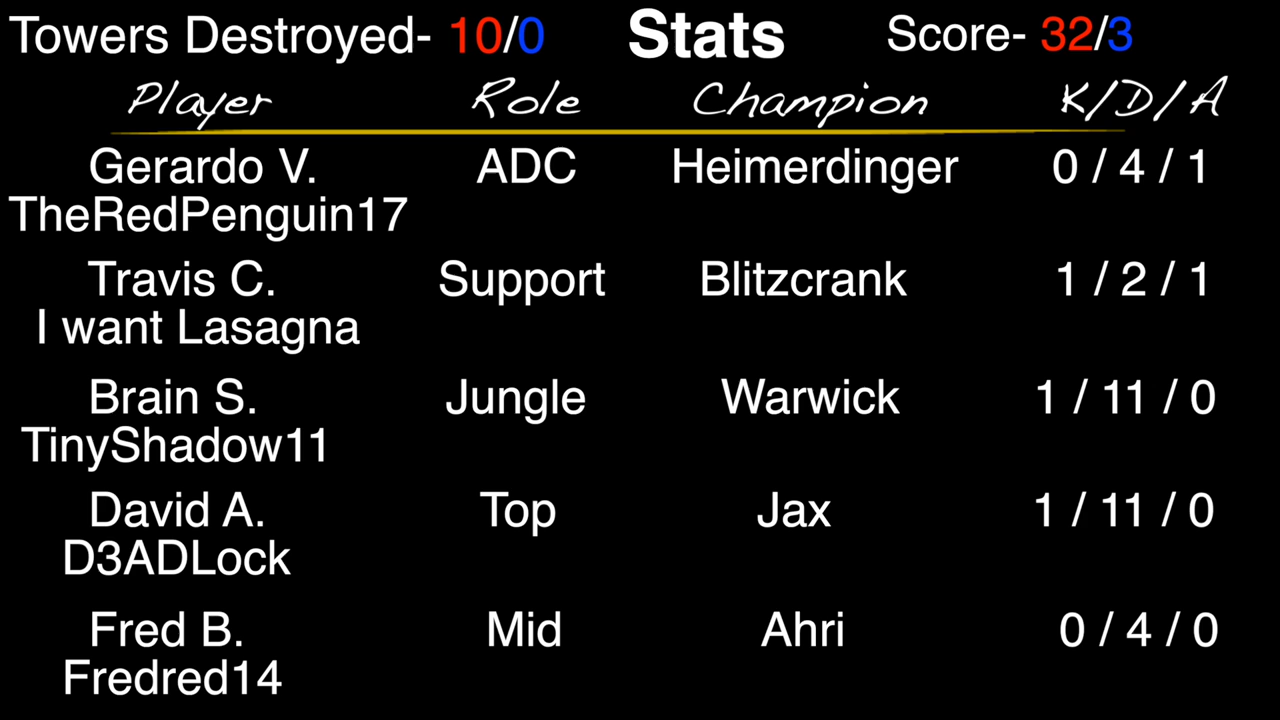 Towers Destroyed- 10/0 Stats Score- 32/3
Player Role Champion K/D/A
Gerardo V. ADC Heimerdinger 0 / 4 / 1
TheRedPenguin17
Travis C. Support Blitzcrank 1 / 2 / 1
I want Lasagna
Brain S. Jungle Warwick 1 / 11 / 0
TinyShadow11
David A. Top Jax 1 / 11 / 0
D3ADLock
Fred B. Mid Ahri 0 / 4 / 0
Fredred14